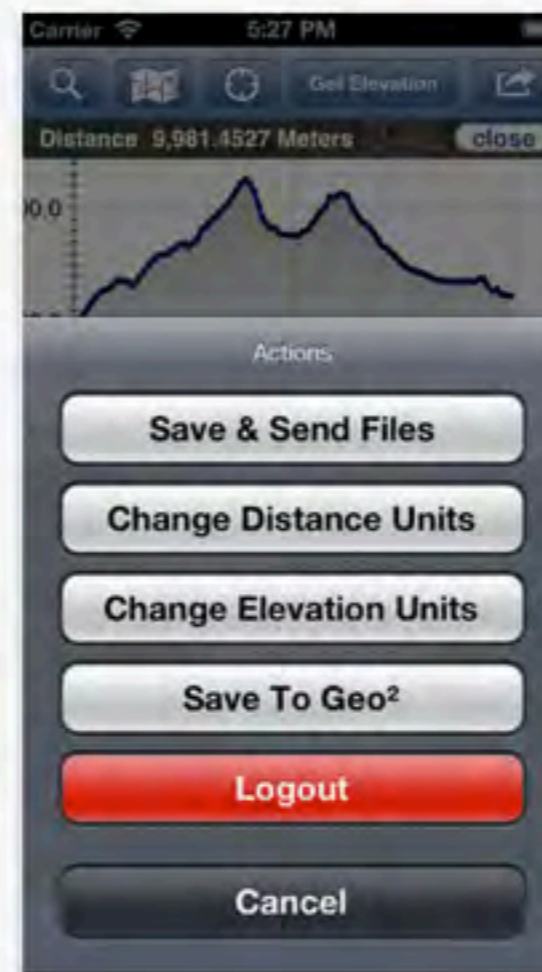 Carrier 5:27 PM
Get Elevation
Distance 9,981.4527 Meters close
Actions
Save & Send Files
Change Distance Units
Change Elevation Units
Save To Geo²
Logout
Cancel